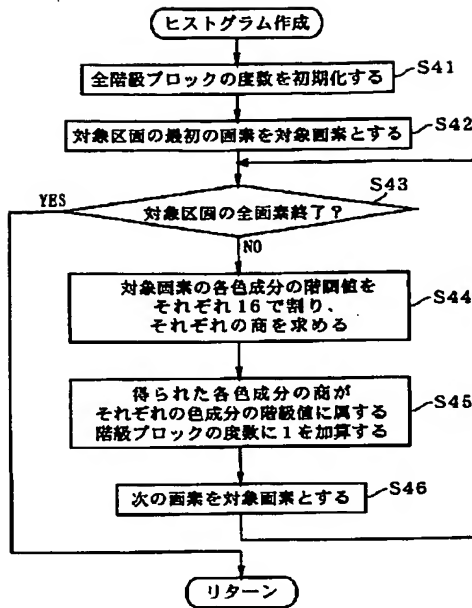 ヒストグラム作成
全階級ブロックの度数を初期化する
S41
対象区画の最初の画素を対象画素とする
S42
S43
YES
対象区画の全画素終了?
NO
対象画素の各色成分の階調値を
それぞれ16で割り、
それぞれの商を求める
S44
得られた各色成分の商が
それぞれの色成分の階級値に属する
階級ブロックの度数に1を加算する
S45
S46
次の画素を対象画素とする
リターン